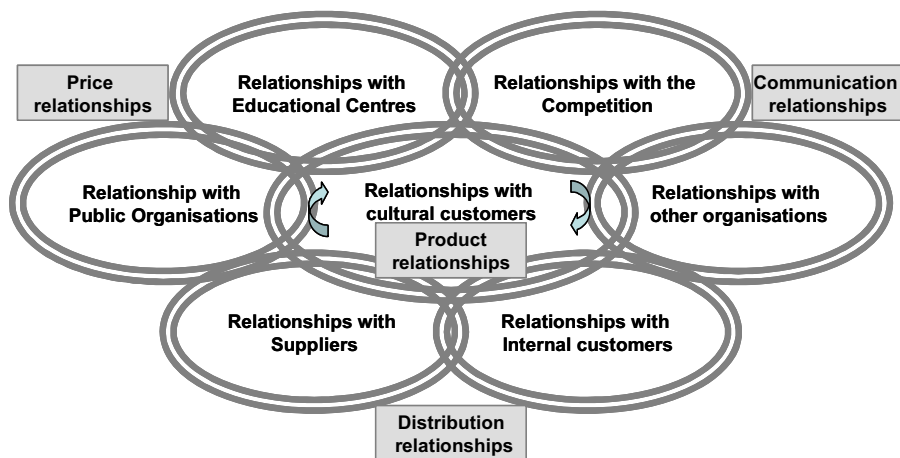 Price
relationships
Relationships with
Educational Centres
Relationships with the
Competition
Communication
relationships
Relationship with
Public Organisations
Relationships with
cultural customers
Relationships with
other organisations
Product
relationships
Relationships with
Suppliers
Relationships with
Internal customers
Distribution
relationships